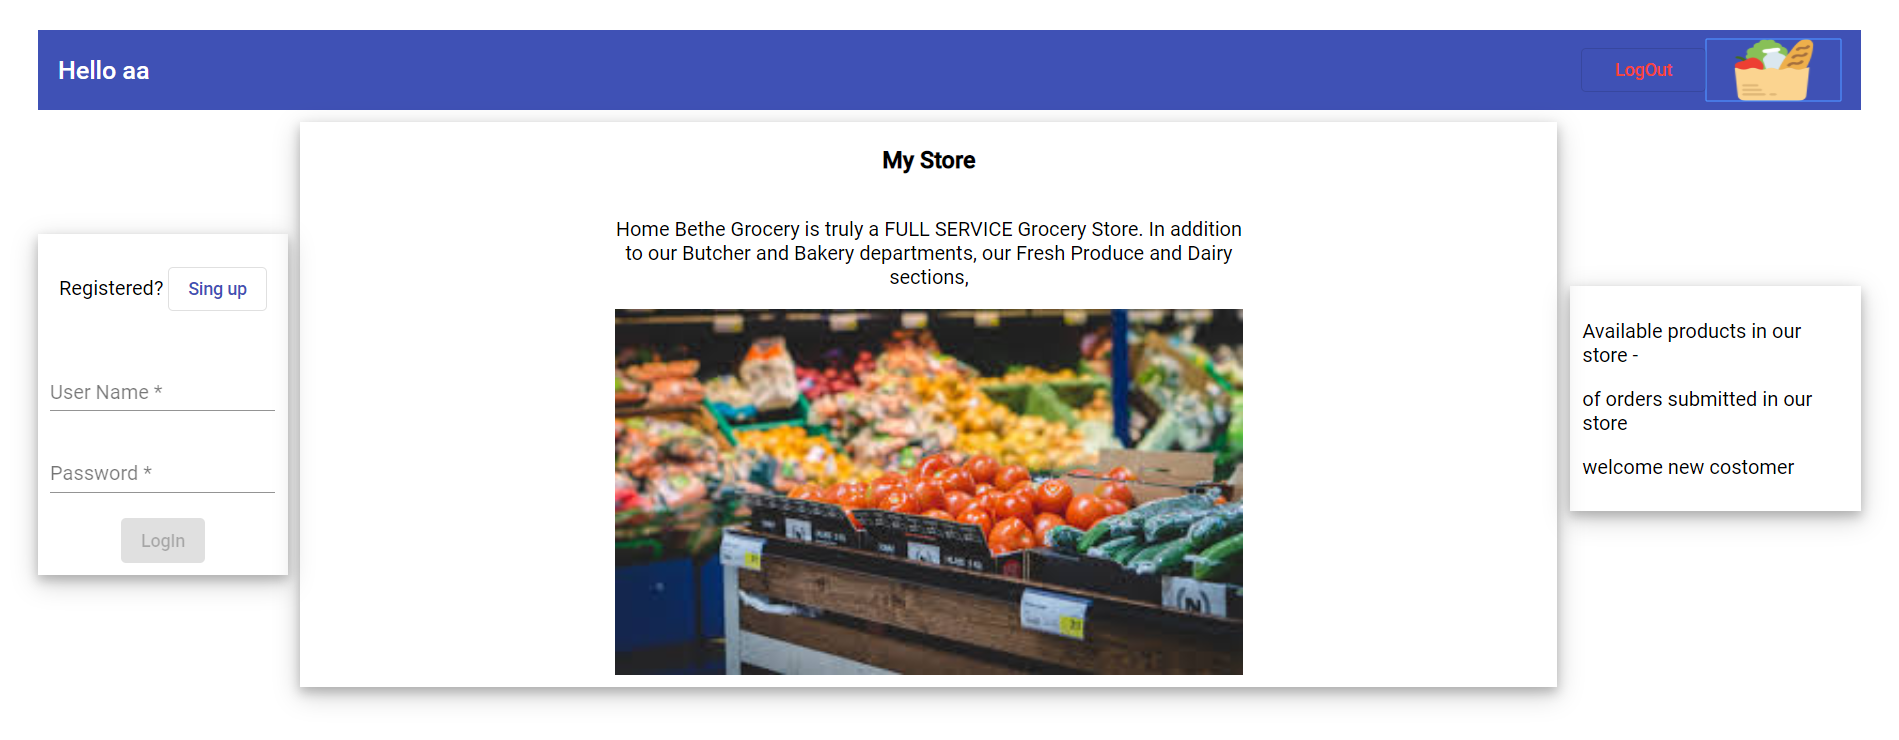 Hello aa
LogOut
My Store
Home Bethe Grocery is truly a FULL SERVICE Grocery Store. In addition
to our Butcher and Bakery departments, our Fresh Produce and Dairy
sections,
Registered? Sing up
User Name *
Password *
LogIn
Available products in our
store -
of orders submitted in our
store
welcome new costomer